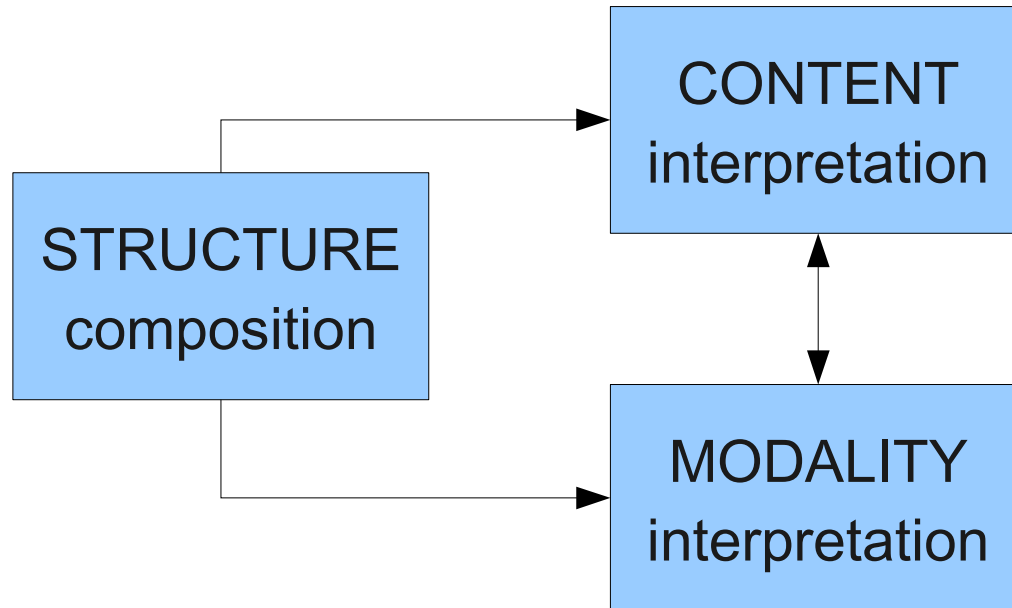 CONTENT
interpretation
STRUCTURE
composition
MODALITY
interpretation